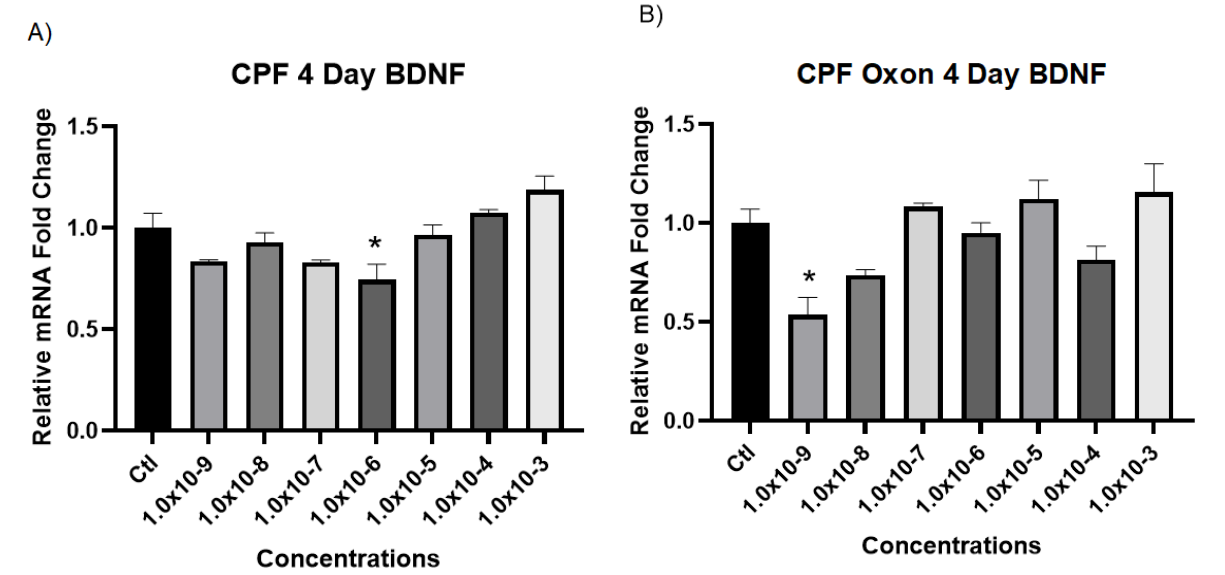 A)
CPF 4 Day BDNF
Relative mRNA Fold Change
1.5
1.0
0.5
0.0
*
Ctl
1.0x10-9
1.0x10-8
1.0x10-7
1.0x10-6
1.0x10-5
1.0x10-4
1.0x10-3
Concentrations
B)
CPF Oxon 4 Day BDNF
Relative mRNA Fold Change
1.5
1.0
0.5
0.0
*
Ctl
1.0x10-9
1.0x10-8
1.0x10-7
1.0x10-6
1.0x10-5
1.0x10-4
1.0x10-3
Concentrations